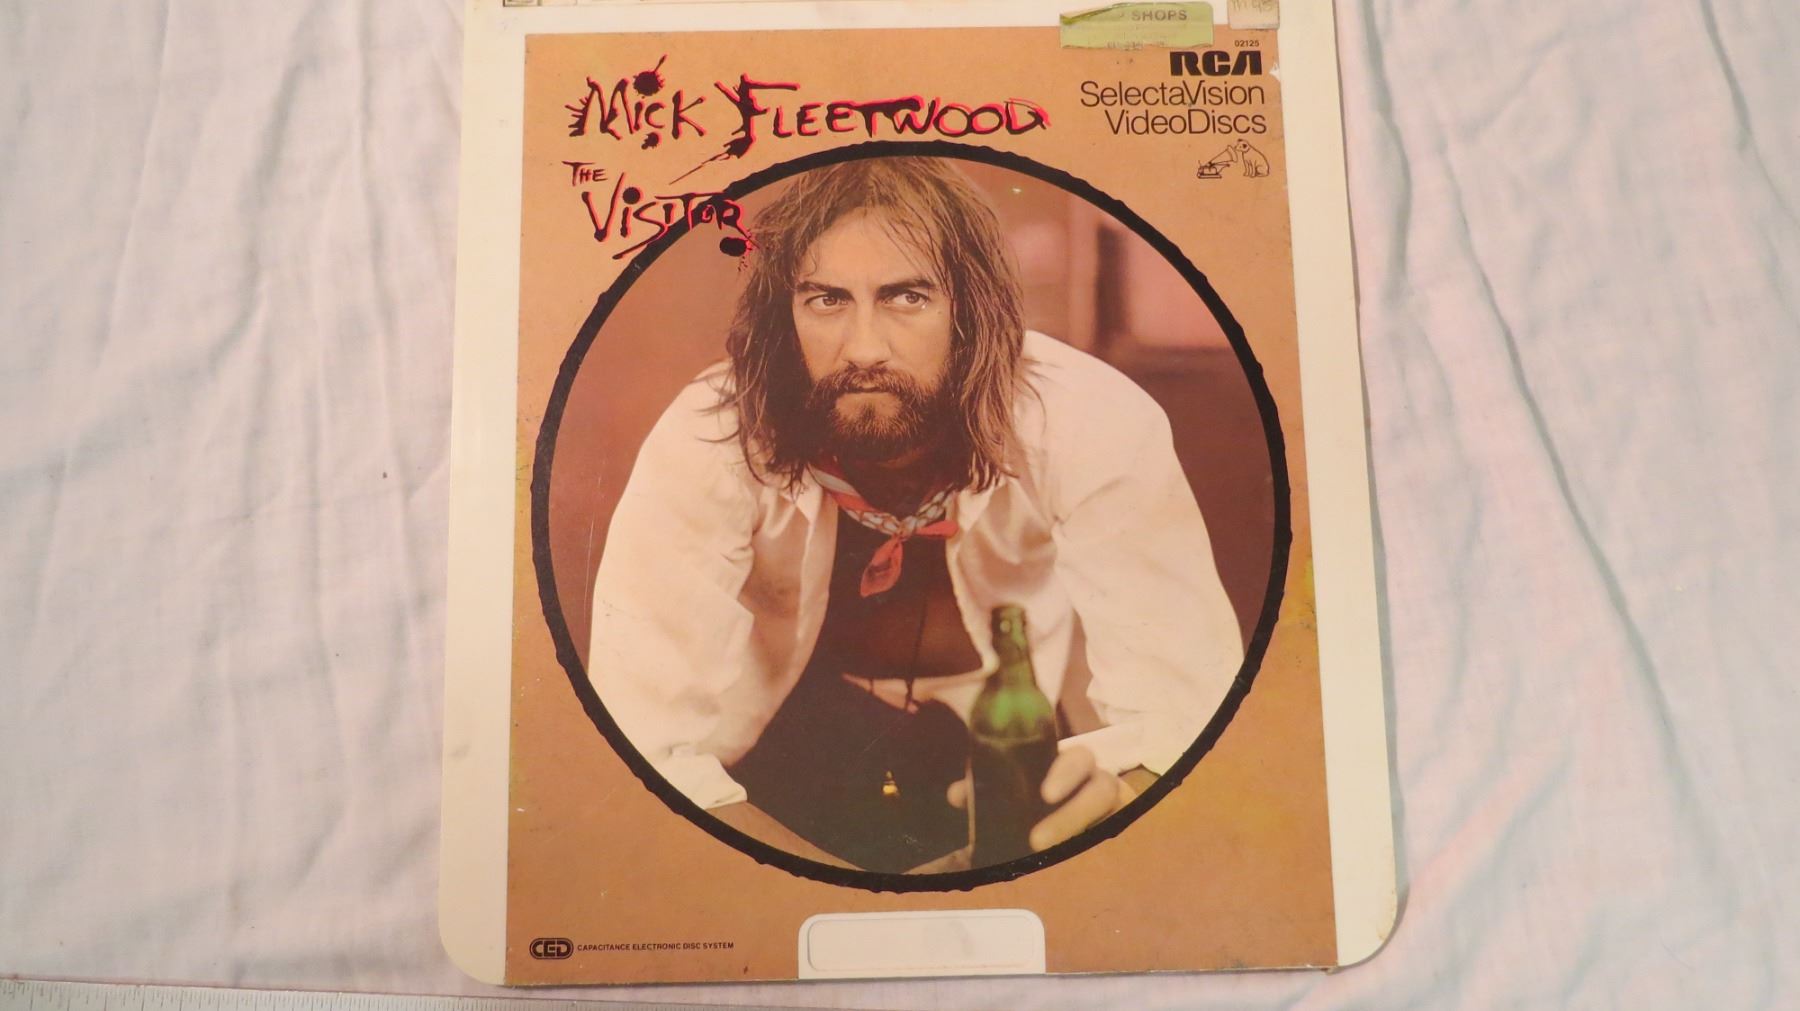 SHOPS
02125
RCA
SelectaVision
VideoDiscs
MICK FLEETWOOD
THE
VISITOR
CED CAPACITANCE ELECTRONIC DISC SYSTEM